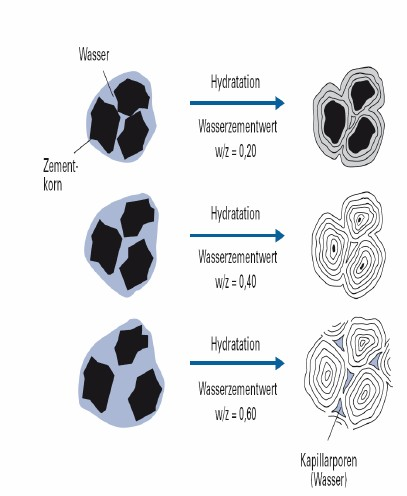 Wasser
Hydratation
Wasserzementwert
w/z = 0,20
Zement-
korn
Hydratation
Wasserzementwert
w/z = 0,40
Hydratation
Wasserzementwert
w/z = 0,60
Kapillarporen
(Wasser)